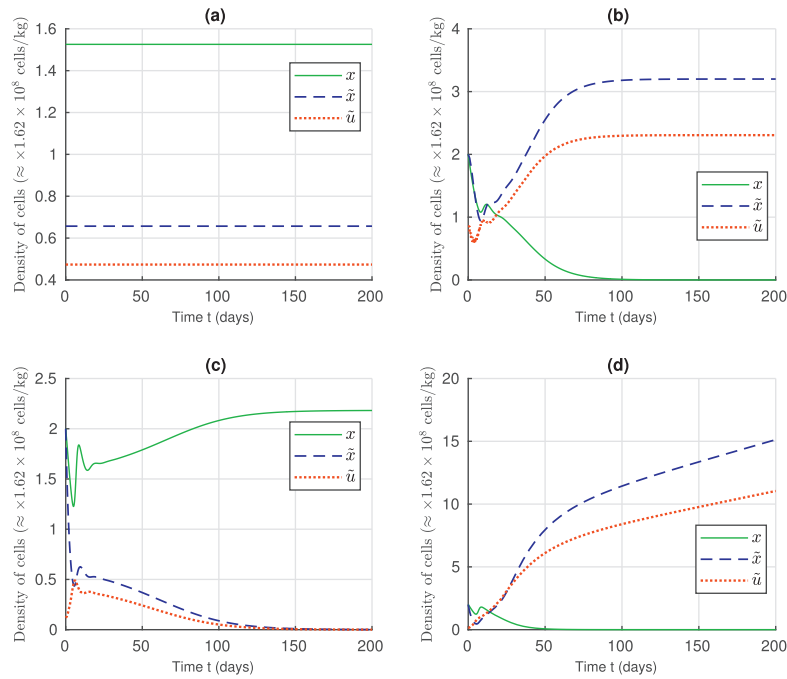 (a)
Density of cells (≈ ×1.62 × 10⁸ cells/kg)
1.6
1.4
1.2
1
0.8
0.6
0.4
x
x̃
ũ
0 50 100 150 200
Time t (days)
(b)
Density of cells (≈ ×1.62 × 10⁸ cells/kg)
4
3
2
1
0
x
x̃
ũ
0 50 100 150 200
Time t (days)
(c)
Density of cells (≈ ×1.62 × 10⁸ cells/kg)
2.5
2
1.5
1
0.5
0
x
x̃
ũ
0 50 100 150 200
Time t (days)
(d)
Density of cells (≈ ×1.62 × 10⁸ cells/kg)
20
15
10
5
0
x
x̃
ũ
0 50 100 150 200
Time t (days)